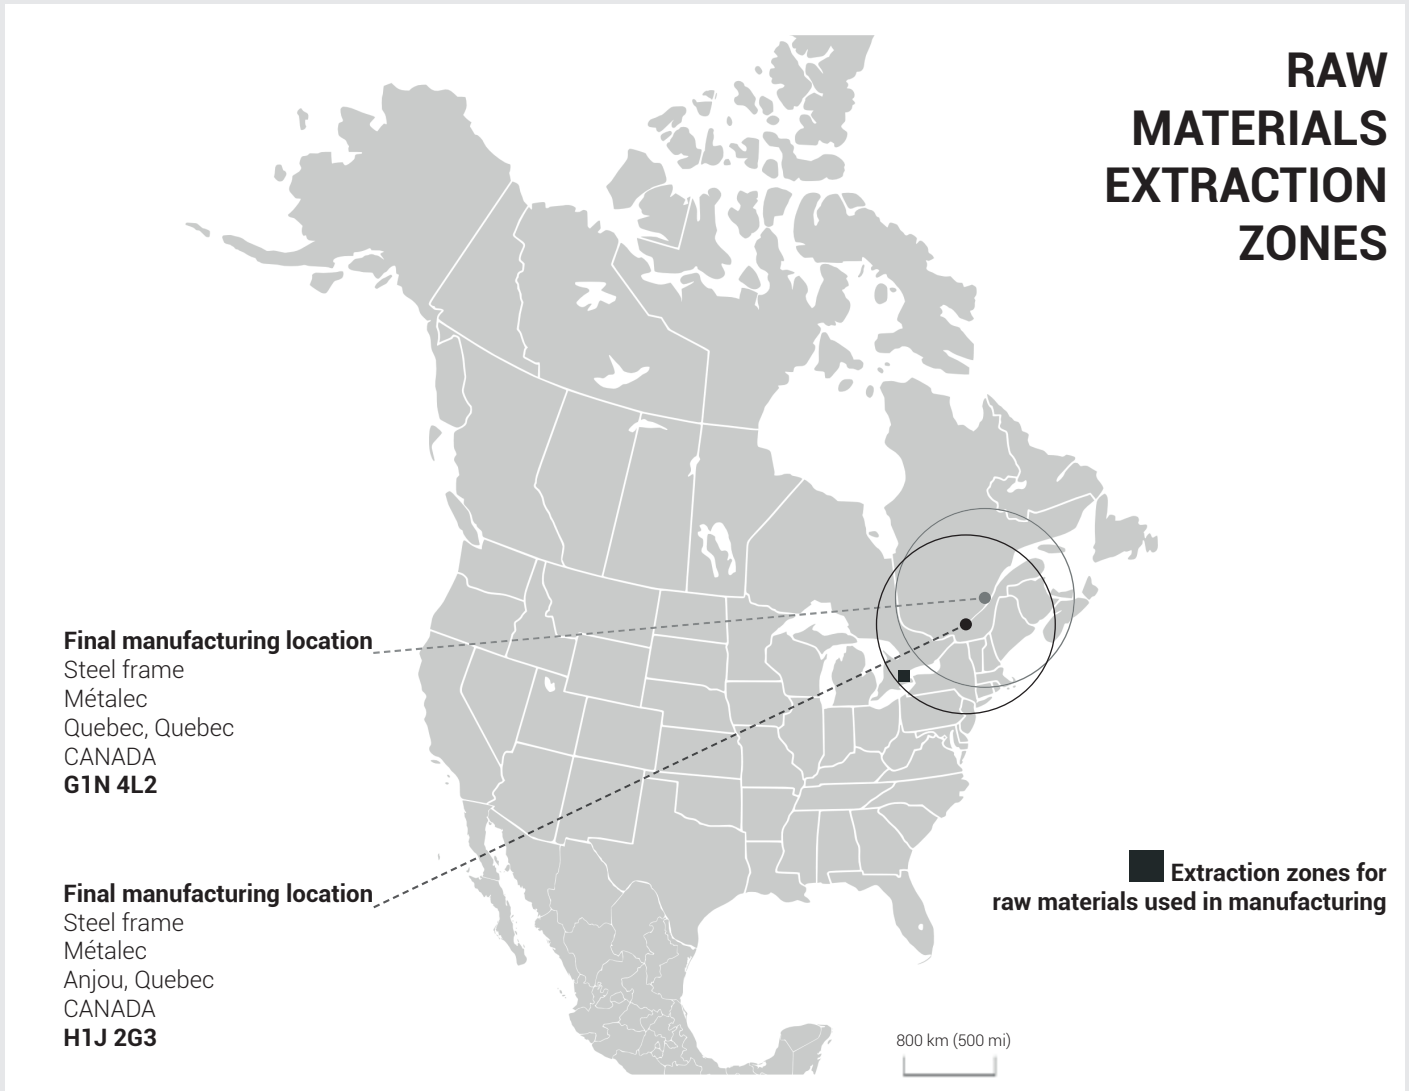 RAW
MATERIALS
EXTRACTION
ZONES
Final manufacturing location
Steel frame
Métalec
Quebec, Quebec
CANADA
G1N 4L2
Final manufacturing location
Steel frame
Métalec
Anjou, Quebec
CANADA
H1J 2G3
Extraction zones for
raw materials used in manufacturing
800 km (500 mi)